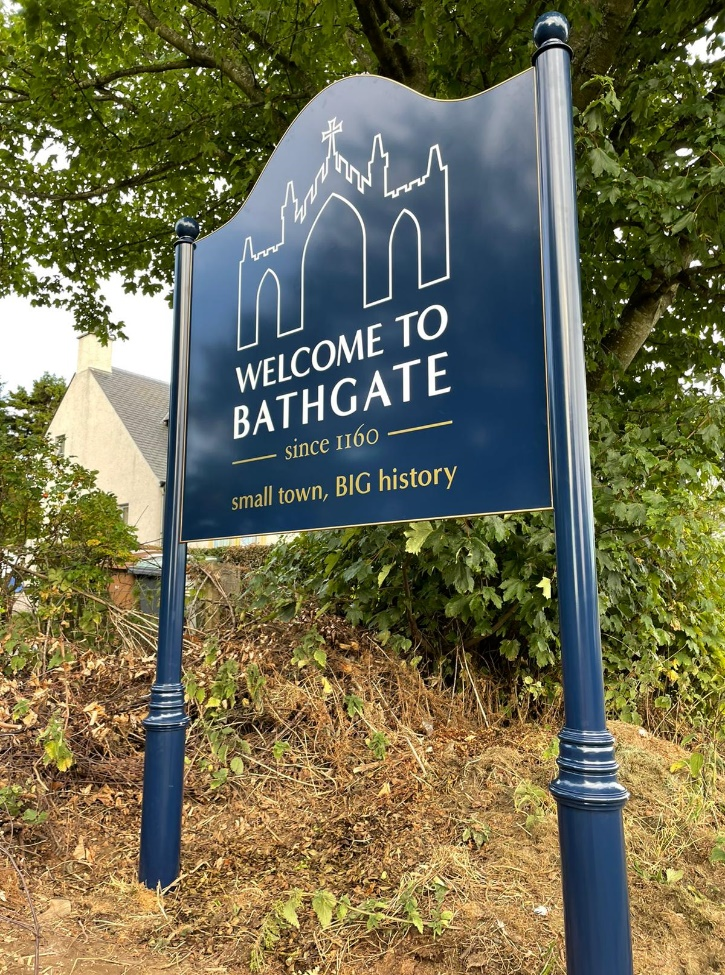 WELCOME TO
BATHGATE
since 1160
small town, BIG history